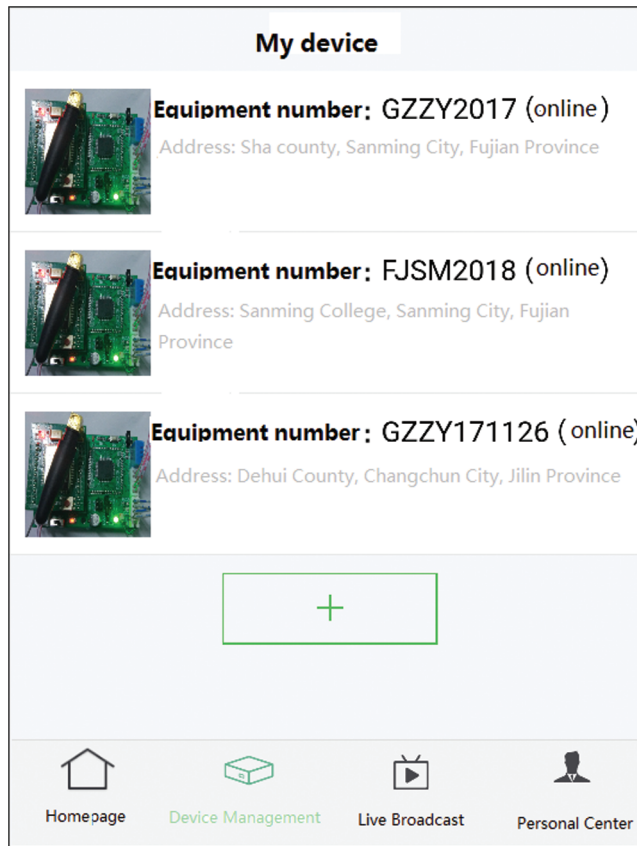 My device
Equipment number: GZZY2017 (online)
Address: Sha county, Sanming City, Fujian Province
Equipment number: FJSM2018 (online)
Address: Sanming College, Sanming City, Fujian
Province
Equipment number: GZZY171126 (online)
Address: Dehui County, Changchun City, Jilin Province
+
Homepage Device Management Live Broadcast Personal Center